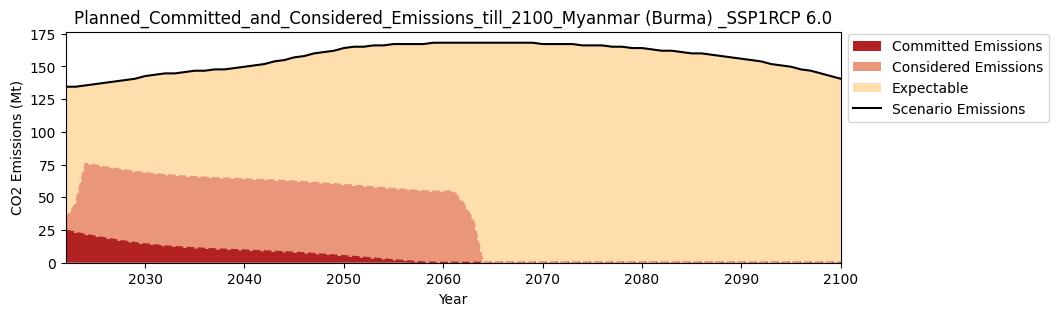 Planned_Committed_and_Considered_Emissions_till_2100_Myanmar (Burma) _SSP1RCP 6.0
CO2 Emissions (Mt)
175
150
125
100
75
50
25
0
2030
2040
2050
2060
2070
2080
2090
2100
Year
Committed Emissions
Considered Emissions
Expectable
Scenario Emissions